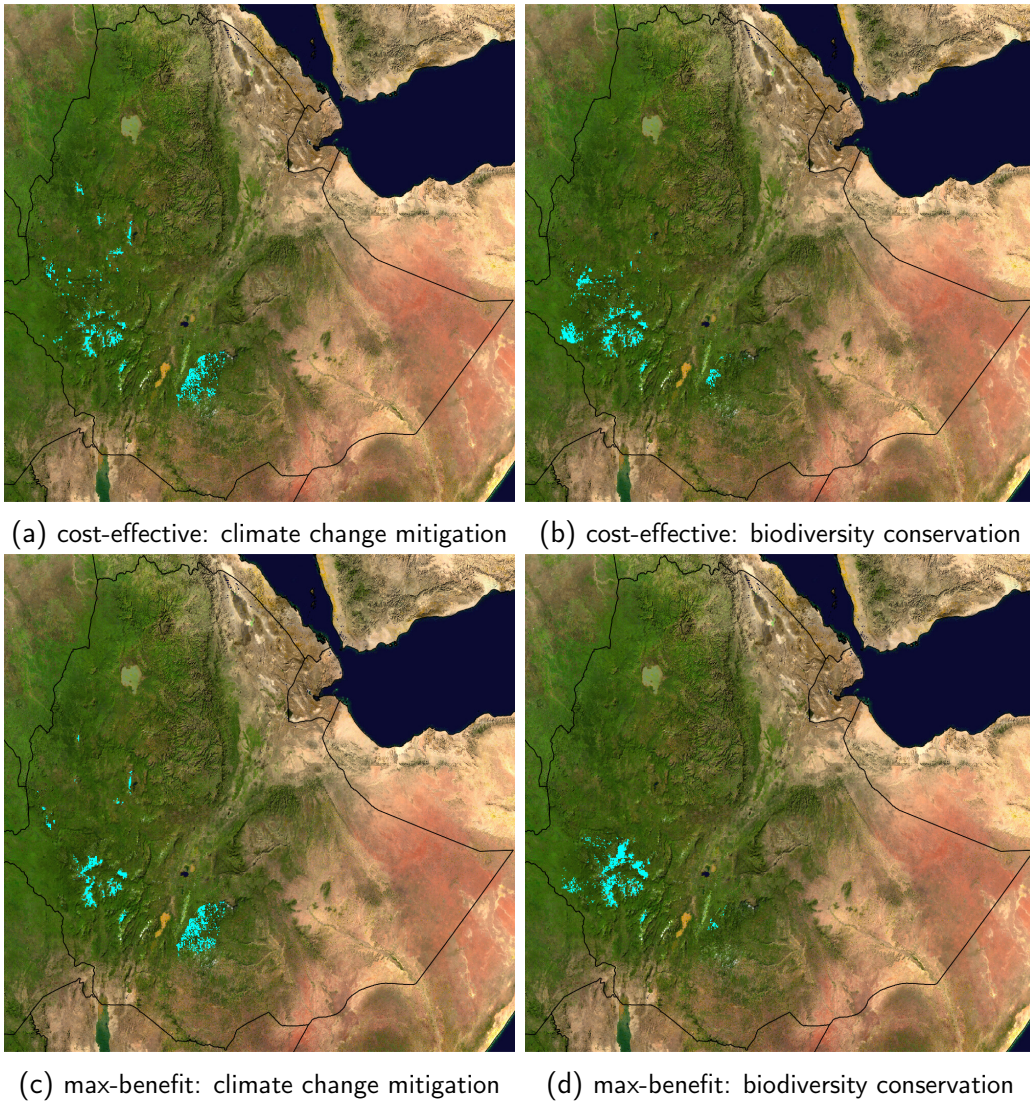 (a) cost-effective: climate change mitigation
(b) cost-effective: biodiversity conservation
(c) max-benefit: climate change mitigation
(d) max-benefit: biodiversity conservation